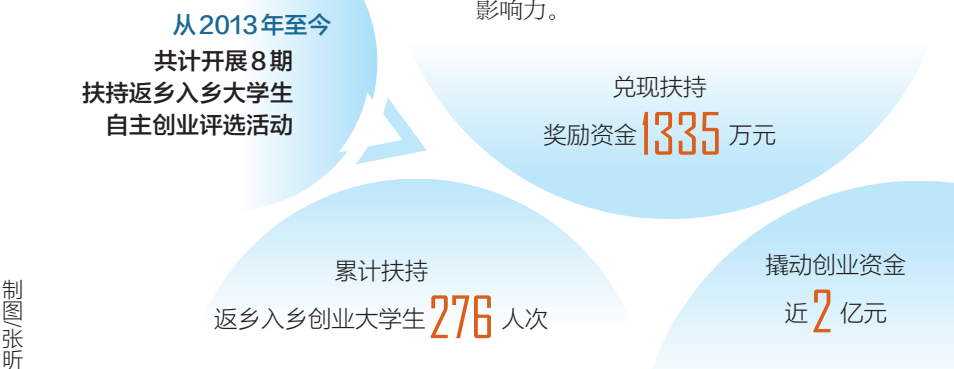 影响力。
从2013年至今
共计开展8期
扶持返乡入乡大学生
自主创业评选活动
兑现扶持
奖励资金1335万元
累计扶持
返乡入乡创业大学生276人次
撬动创业资金
近2亿元
制图/张昕